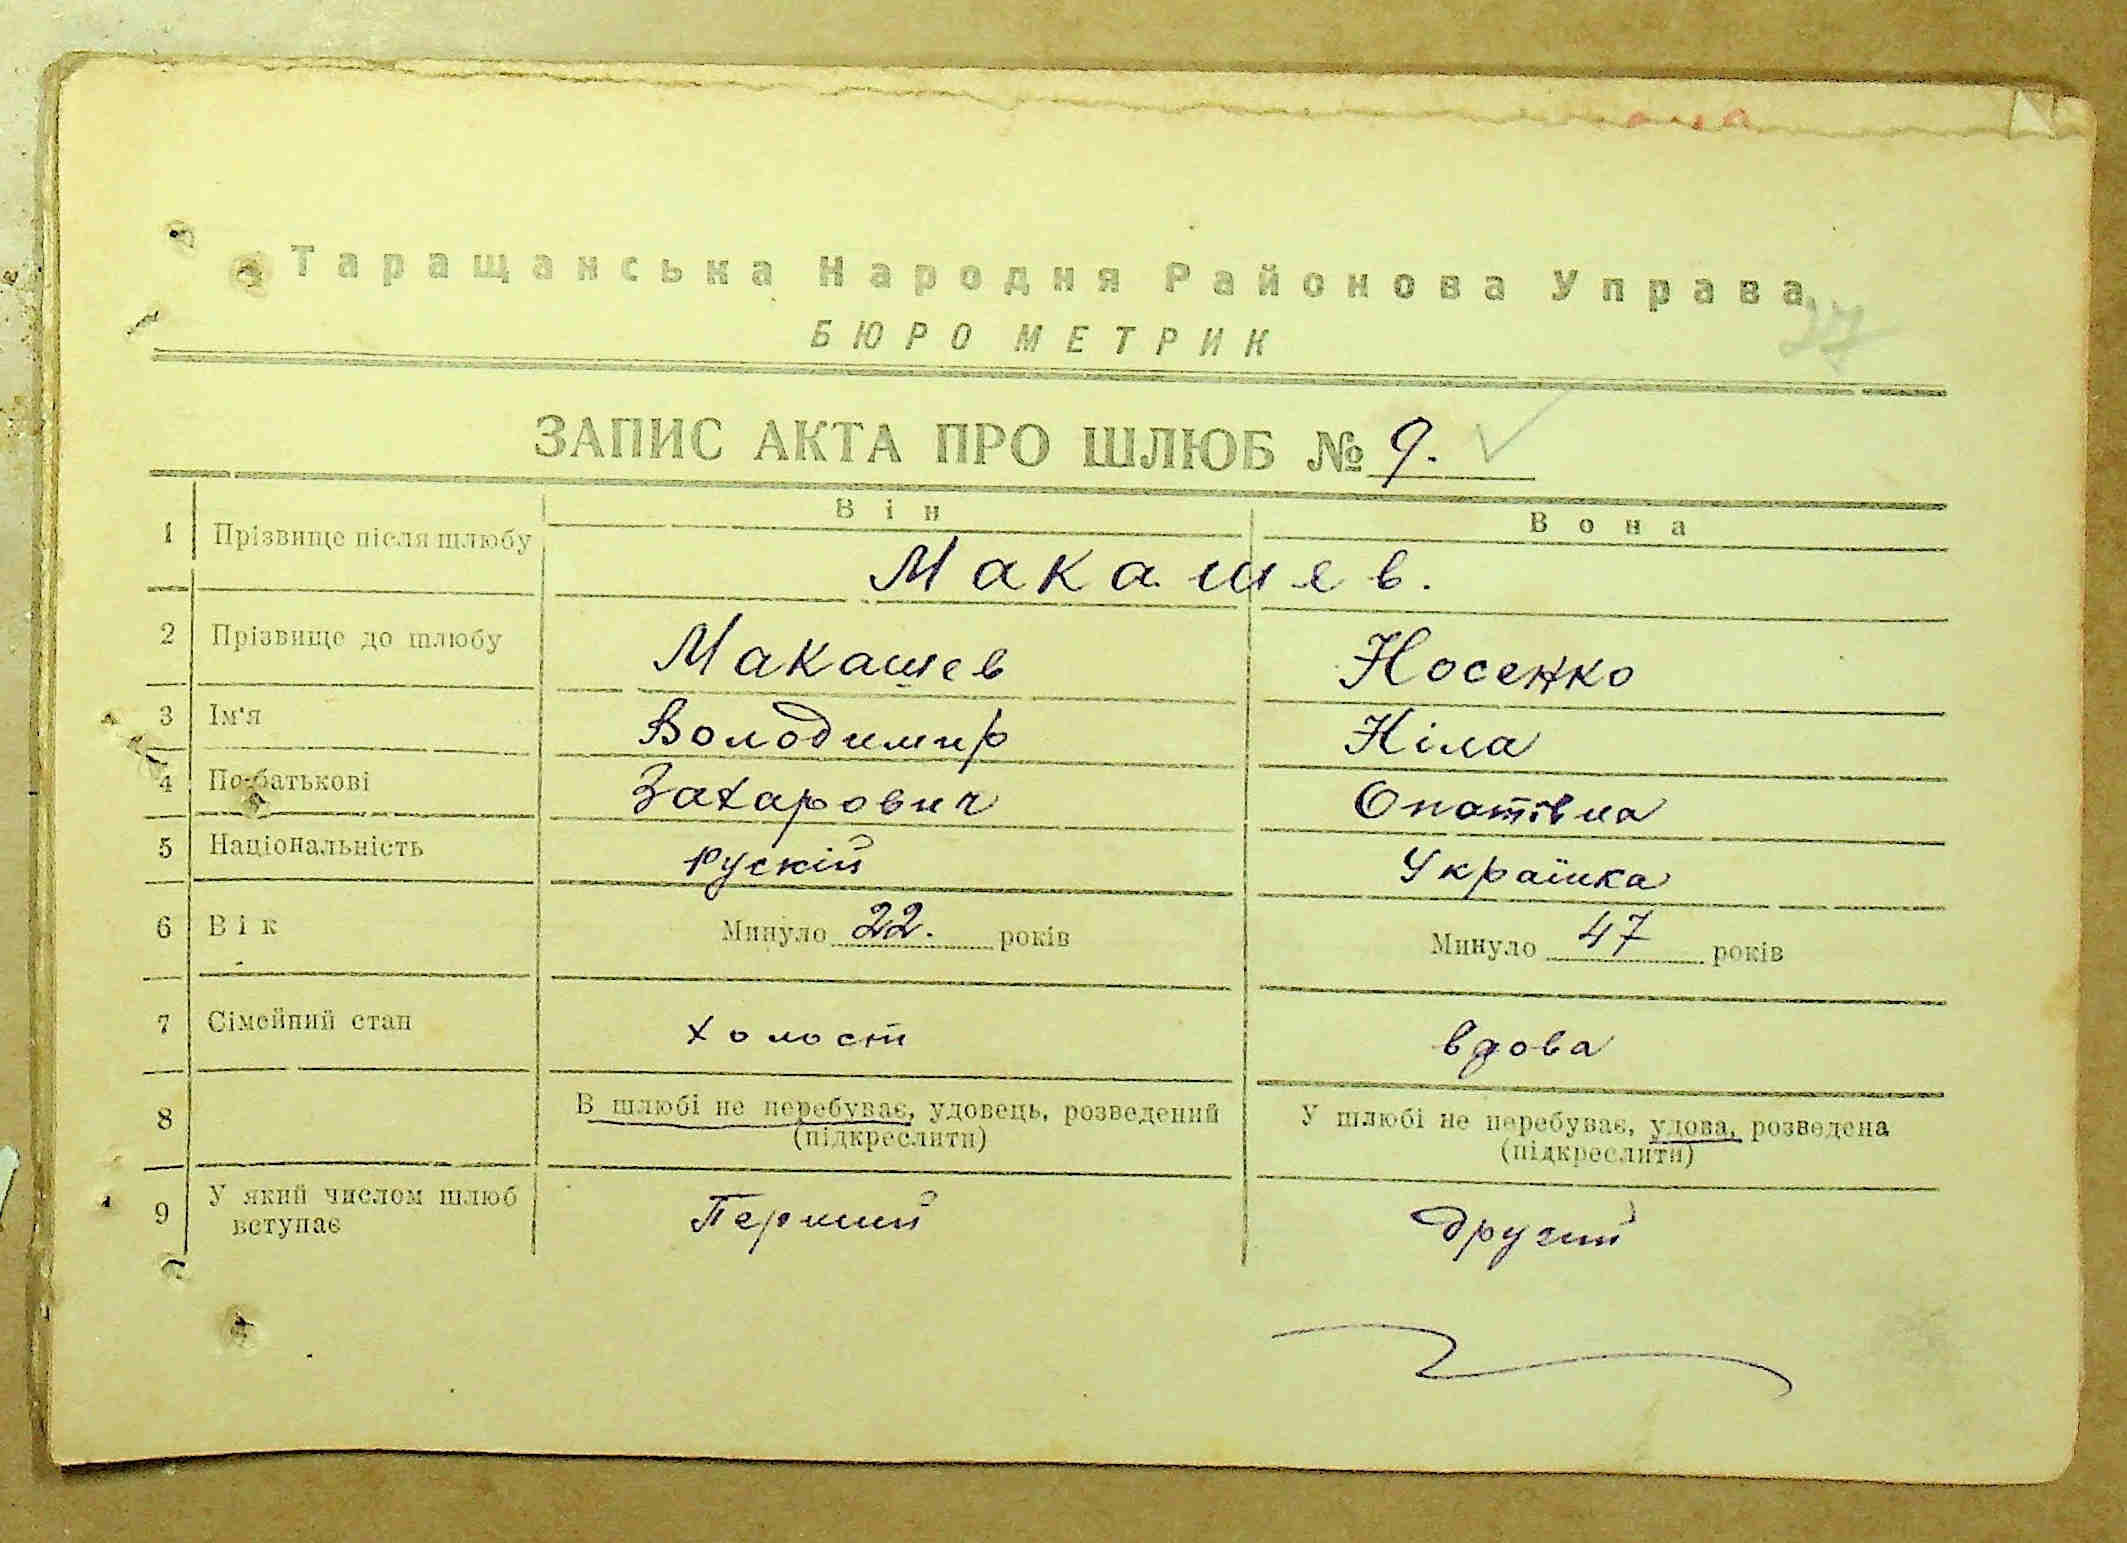 Таращанська Народня Районова Управа
БЮРО МЕТРИК
27
ЗАПИС АКТА ПРО ШЛЮБ № 9.
Він Вона
1 Прізвище після шлюбу Макашев.
2 Прізвище до шлюбу Макашев Носенко
3 Ім'я Володимир Ніла
4 По-батькові Захарович Опатівна
5 Національність Рускій Українка
6 Вік Минуло 22. років Минуло 47 років
7 Сімейний стан холост вдова
8 В шлюбі не перебуває, удовець, розведений У шлюбі не перебуває, удова, розведена
(підкреслити) (підкреслити)
9 У який числом шлюб Перший Другий
вступає